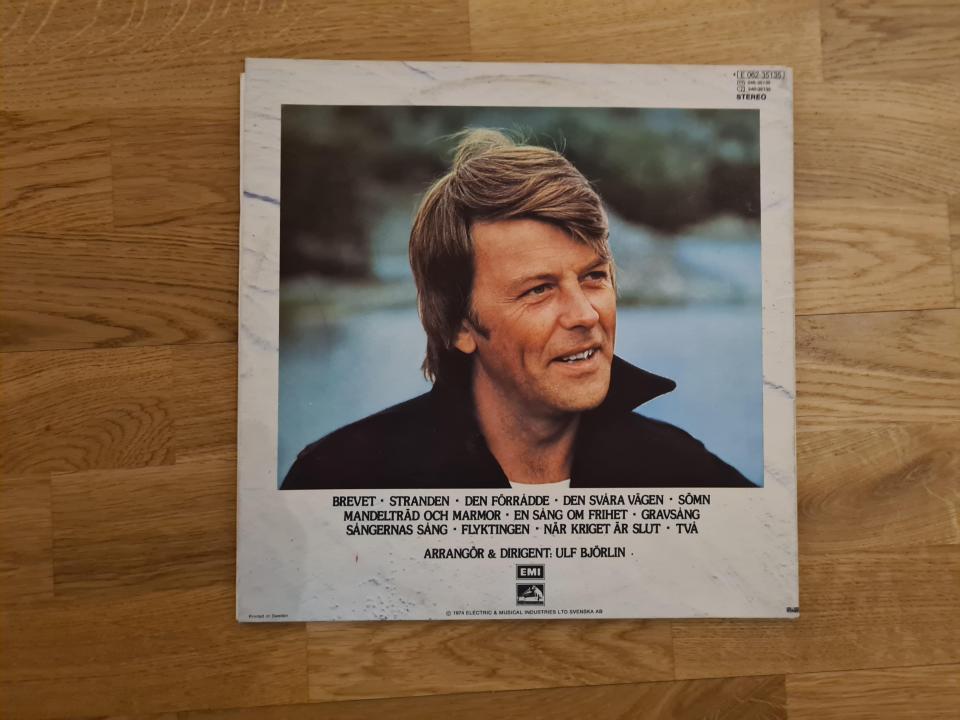 E 062-35135
STEREO
BREVET · STRANDEN · DEN FÖRRÅDDE · DEN SVÅRA VÄGEN · SÖMN
MANDELTRÄD OCH MARMOR · EN SÅNG OM FRIHET · GRAVSÅNG
SÅNGERNAS SÅNG · FLYKTINGEN · NÄR KRIGET ÄR SLUT · TVÅ
ARRANGÖR & DIRIGENT: ULF BJÖRLIN
EMI
Printed in Sweden
© 1974 ELECTRIC & MUSICAL INDUSTRIES LTD SVENSKA AB